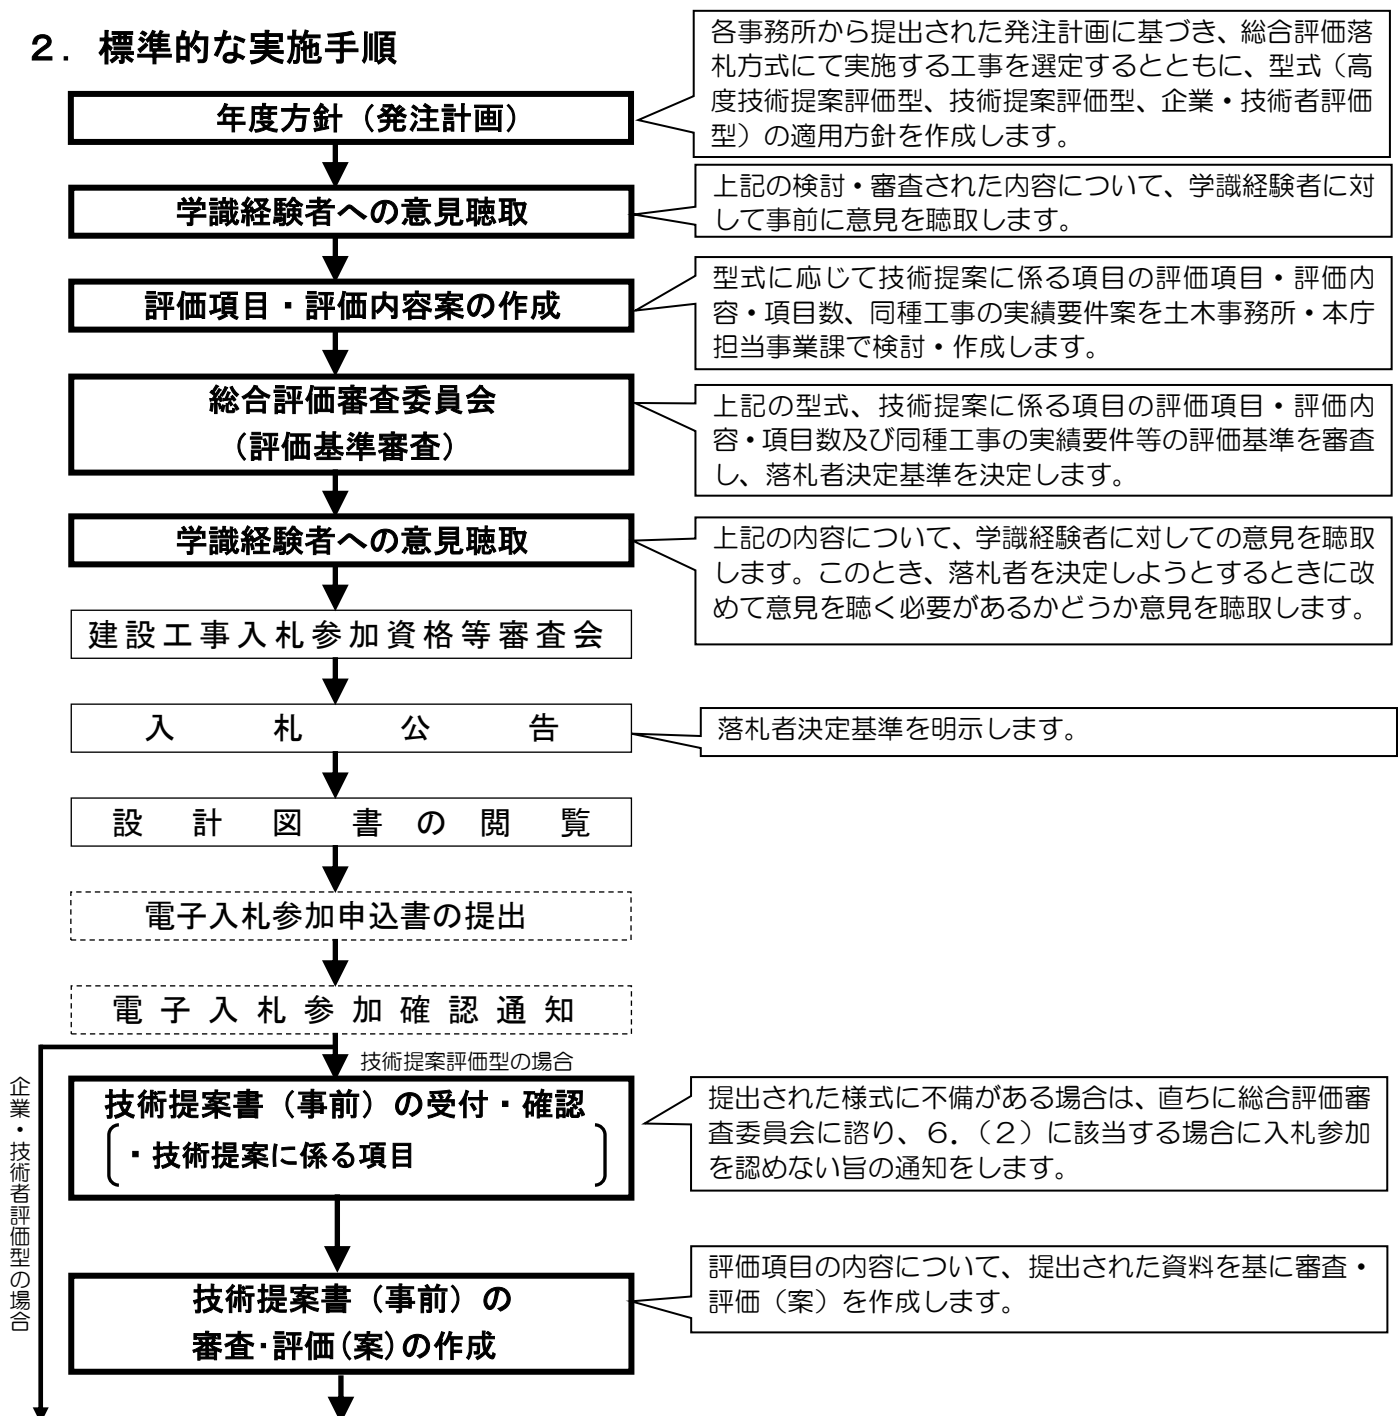 ２．標準的な実施手順
各事務所から提出された発注計画に基づき、総合評価落
札方式にて実施する工事を選定するとともに、型式（高
度技術提案評価型、技術提案評価型、企業・技術者評価
型）の適用方針を作成します。
年度方針（発注計画）
上記の検討・審査された内容について、学識経験者に対
して事前に意見を聴取します。
学識経験者への意見聴取
型式に応じて技術提案に係る項目の評価項目・評価内
容・項目数、同種工事の実績要件案を土木事務所・本庁
担当事業課で検討・作成します。
評価項目・評価内容案の作成
総合評価審査委員会
（評価基準審査）
上記の型式、技術提案に係る項目の評価項目・評価内
容・項目数及び同種工事の実績要件等の評価基準を審査
し、落札者決定基準を決定します。
学識経験者への意見聴取
上記の内容について、学識経験者に対しての意見を聴取
します。このとき、落札者を決定しようとするときに改
めて意見を聴く必要があるかどうか意見を聴取します。
建設工事入札参加資格等審査会
入札公告
落札者決定基準を明示します。
設計図書の閲覧
電子入札参加申込書の提出
電子入札参加確認通知
技術提案評価型の場合
企業・技術者評価型の場合
技術提案書（事前）の受付・確認
・技術提案に係る項目
提出された様式に不備がある場合は、直ちに総合評価審
査委員会に諮り、６．（２）に該当する場合に入札参加
を認めない旨の通知をします。
技術提案書（事前）の
審査・評価(案)の作成
評価項目の内容について、提出された資料を基に審査・
評価（案）を作成します。